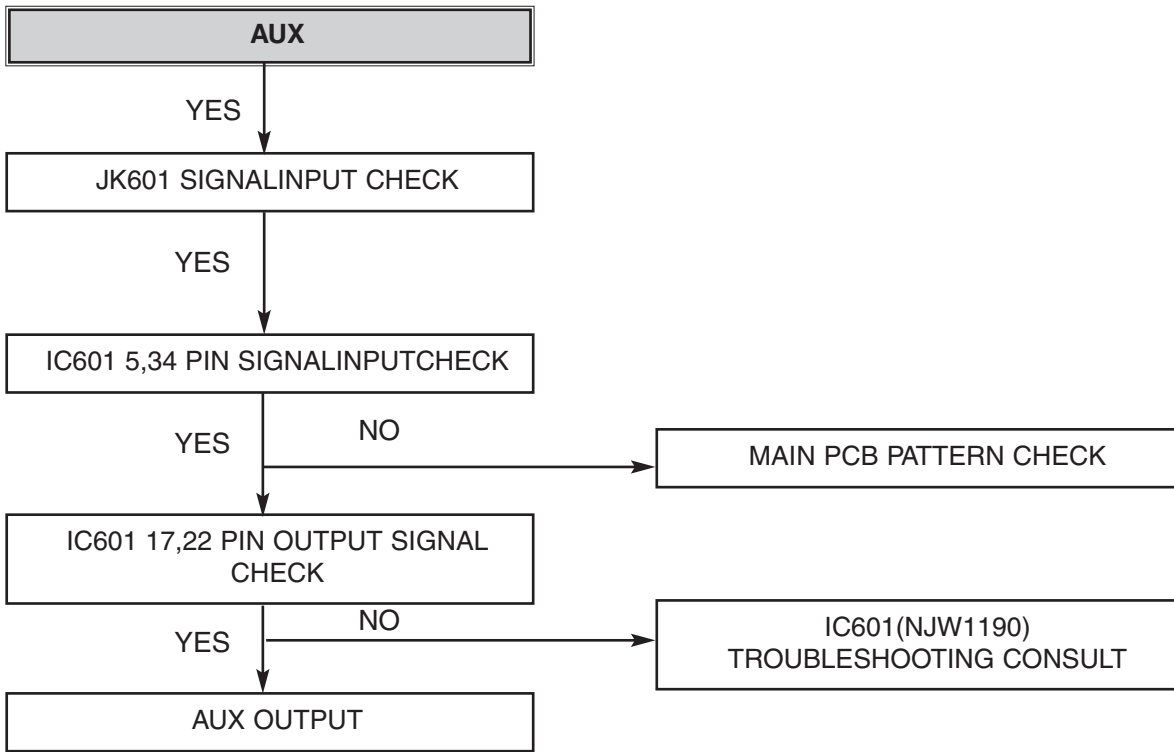 AUX
YES
JK601 SIGNALINPUT CHECK
YES
IC601 5,34 PIN SIGNALINPUTCHECK
YES
NO
MAIN PCB PATTERN CHECK
IC601 17,22 PIN OUTPUT SIGNAL
CHECK
YES
NO
IC601(NJW1190)
TROUBLESHOOTING CONSULT
AUX OUTPUT